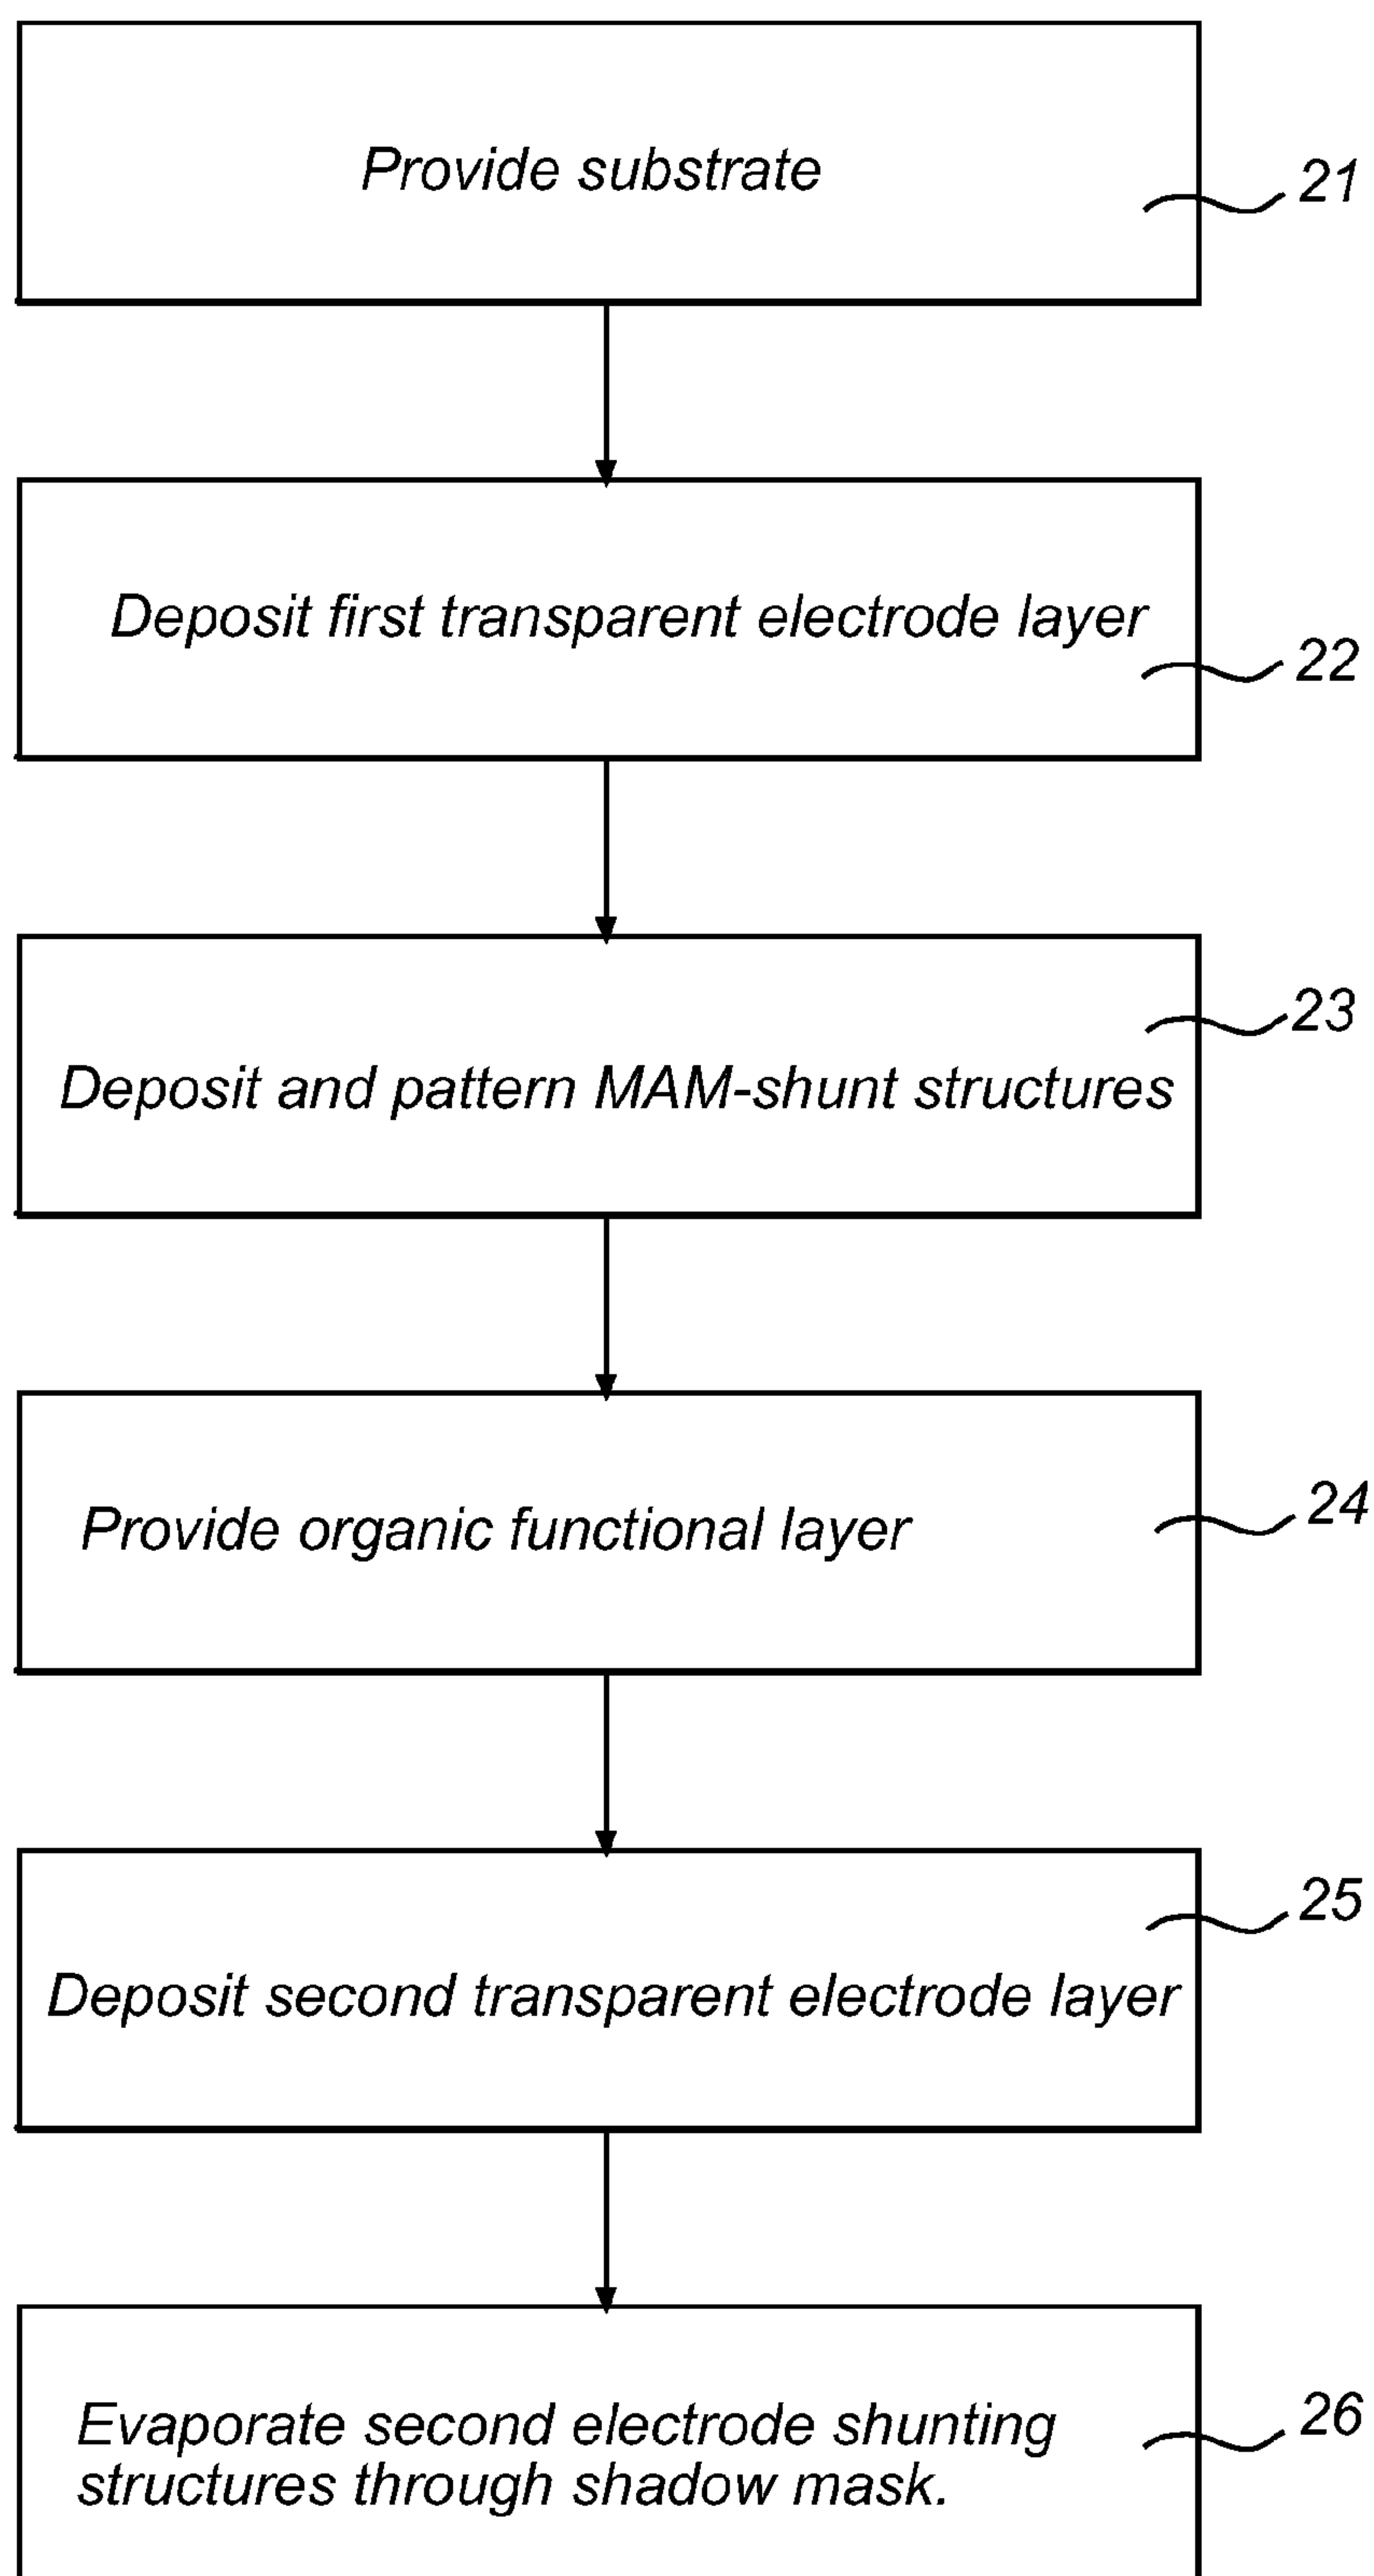 Provide substrate
21
Deposit first transparent electrode layer
22
23
Deposit and pattern MAM-shunt structures
Provide organic functional layer
24
25
Deposit second transparent electrode layer
Evaporate second electrode shunting
structures through shadow mask.
26